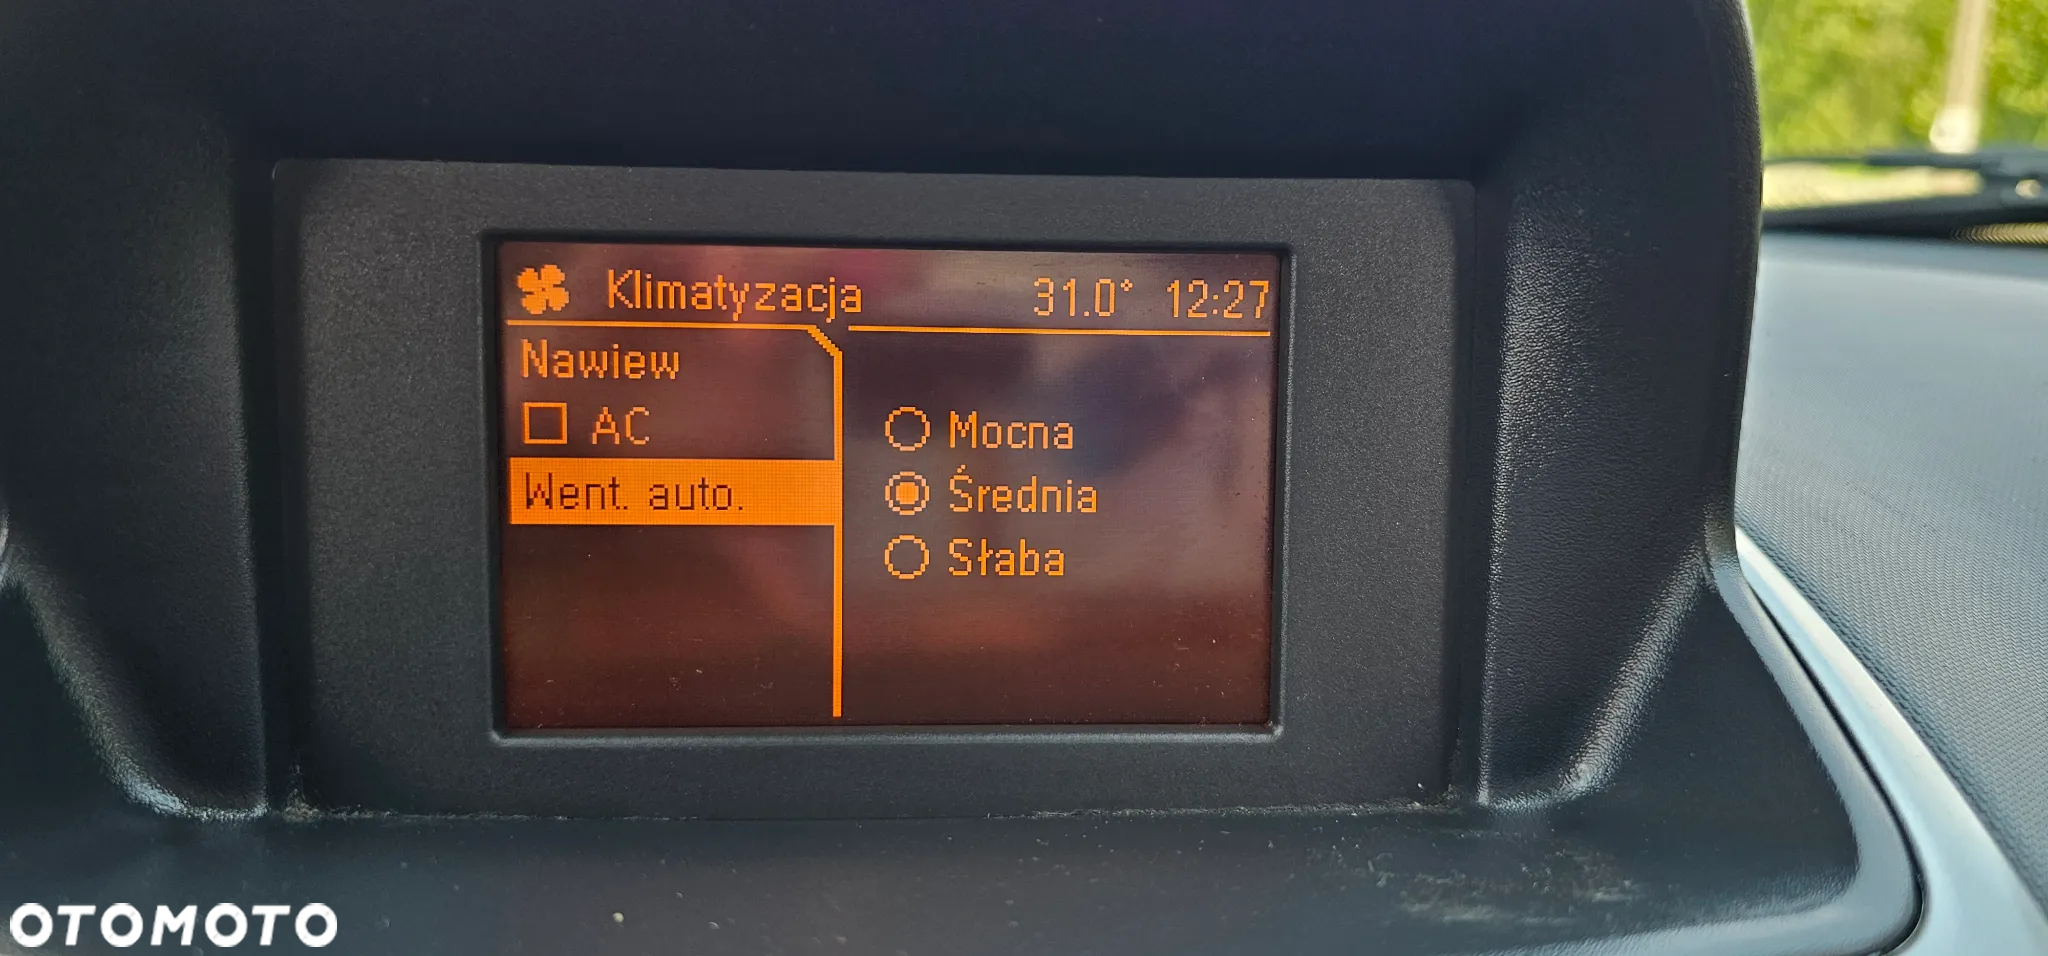 Klimatyzacja 31.0° 12:27
Nawiew
AC
Went. auto.
Mocna
Średnia
Słaba
OTOMOTO